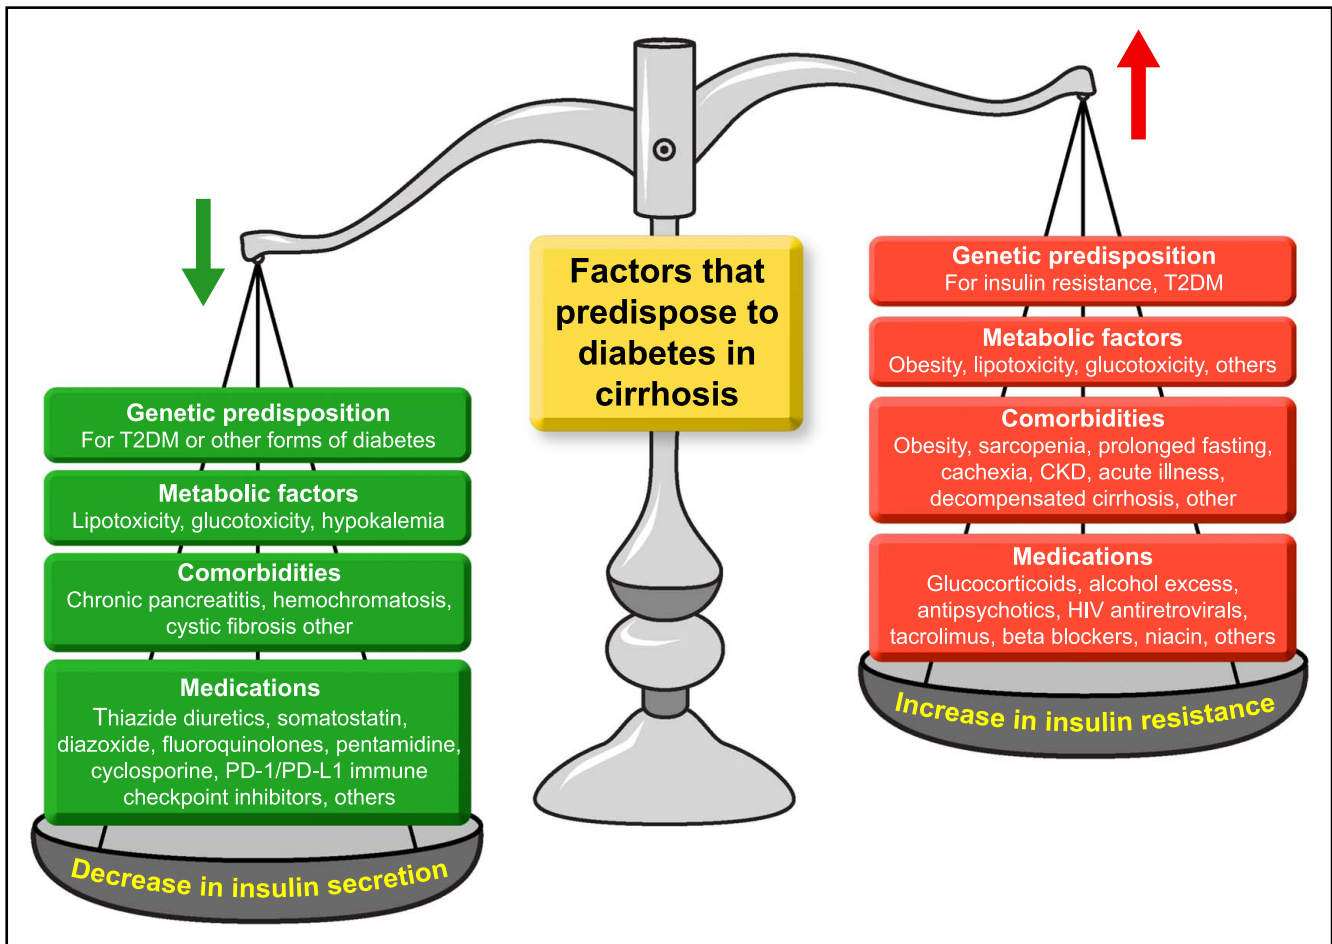 Factors that
predispose to
diabetes in
cirrhosis
Genetic predisposition
For T2DM or other forms of diabetes
Metabolic factors
Lipotoxicity, glucotoxicity, hypokalemia
Comorbidities
Chronic pancreatitis, hemochromatosis,
cystic fibrosis other
Medications
Thiazide diuretics, somatostatin,
diazoxide, fluoroquinolones, pentamidine,
cyclosporine, PD-1/PD-L1 immune
checkpoint inhibitors, others
Decrease in insulin secretion
Genetic predisposition
For insulin resistance, T2DM
Metabolic factors
Obesity, lipotoxicity, glucotoxicity, others
Comorbidities
Obesity, sarcopenia, prolonged fasting,
cachexia, CKD, acute illness,
decompensated cirrhosis, other
Medications
Glucocorticoids, alcohol excess,
antipsychotics, HIV antiretrovirals,
tacrolimus, beta blockers, niacin, others
Increase in insulin resistance